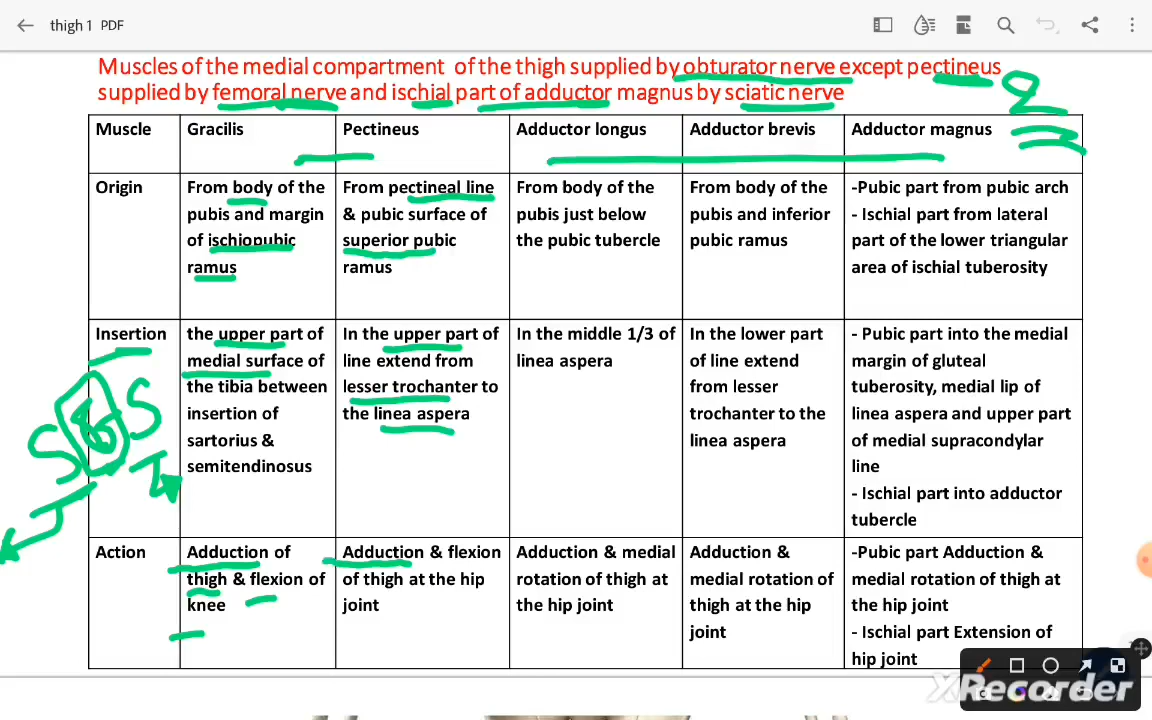 thigh 1 PDF
Muscles of the medial compartment of the thigh supplied by obturator nerve except pectineus
supplied by femoral nerve and ischial part of adductor magnus by sciatic nerve
2
Muscle
Gracilis
Pectineus
Adductor longus
Adductor brevis
Adductor magnus
Origin
From body of the
pubis and margin
of ischiopubic
ramus
From pectineal line
& pubic surface of
superior pubic
ramus
From body of the
pubis just below
the pubic tubercle
From body of the
pubis and inferior
pubic ramus
-Pubic part from pubic arch
- Ischial part from lateral
part of the lower triangular
area of ischial tuberosity
Insertion
the upper part of
medial surface of
the tibia between
insertion of
sartorius &
semitendinosus
In the upper part of
line extend from
lesser trochanter to
the linea aspera
In the middle 1/3 of
linea aspera
In the lower part
of line extend
from lesser
trochanter to the
linea aspera
- Pubic part into the medial
margin of gluteal
tuberosity, medial lip of
linea aspera and upper part
of medial supracondylar
line
- Ischial part into adductor
tubercle
S S
Action
Adduction of
thigh & flexion of
knee
Adduction & flexion
of thigh at the hip
joint
Adduction & medial
rotation of thigh at
the hip joint
Adduction &
medial rotation of
thigh at the hip
joint
-Pubic part Adduction &
medial rotation of thigh at
the hip joint
- Ischial part Extension of
hip joint
XRecorder